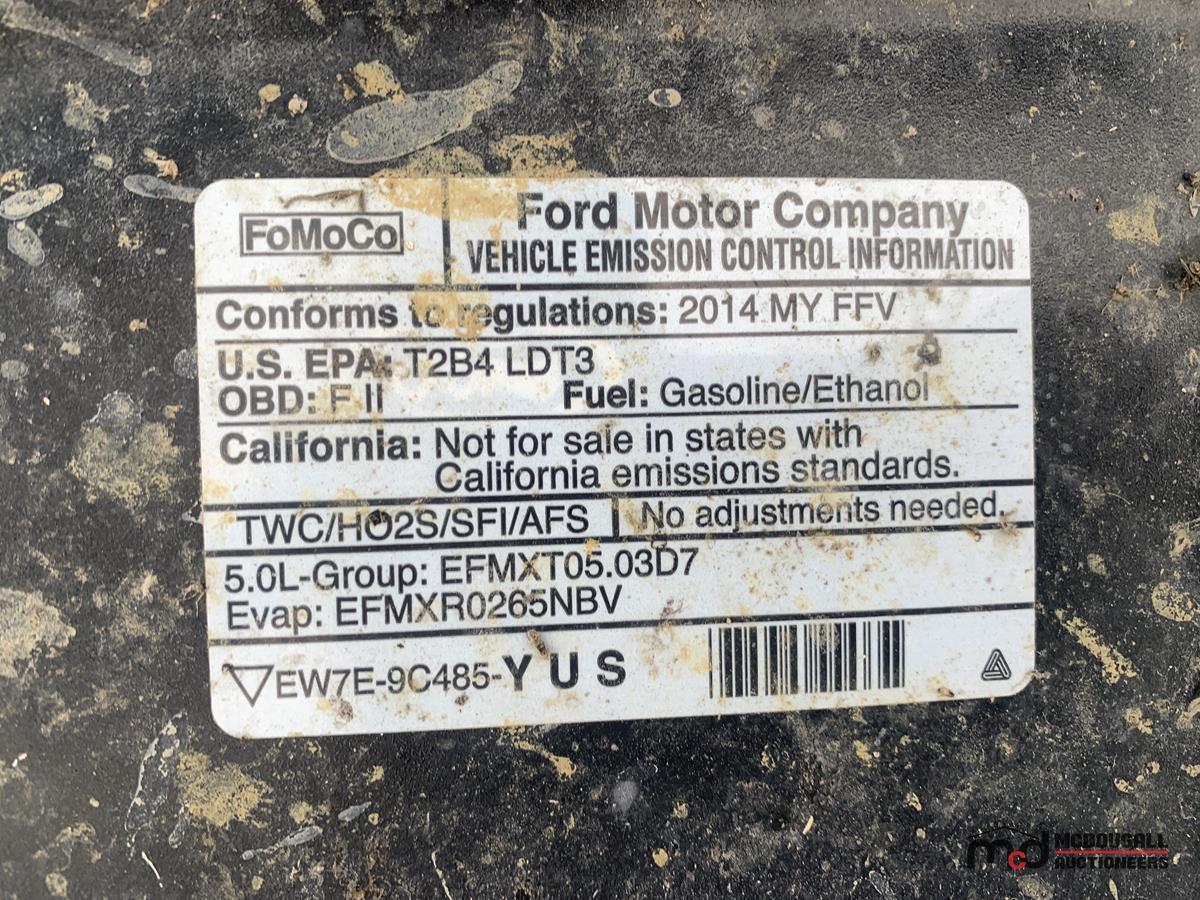 FoMoCo
Ford Motor Company
VEHICLE EMISSION CONTROL INFORMATION
Conforms to regulations: 2014 MY FFV
U.S. EPA: T2B4 LDT3
OBD: F II Fuel: Gasoline/Ethanol
California: Not for sale in states with
California emissions standards.
TWC/HO2S/SFI/AFS No adjustments needed.
5.0L-Group: EFMXT05.03D7
Evap: EFMXR0265NBV
EW7E-9C485-YUS
mcd MCDOUGALL
AUCTIONEERS